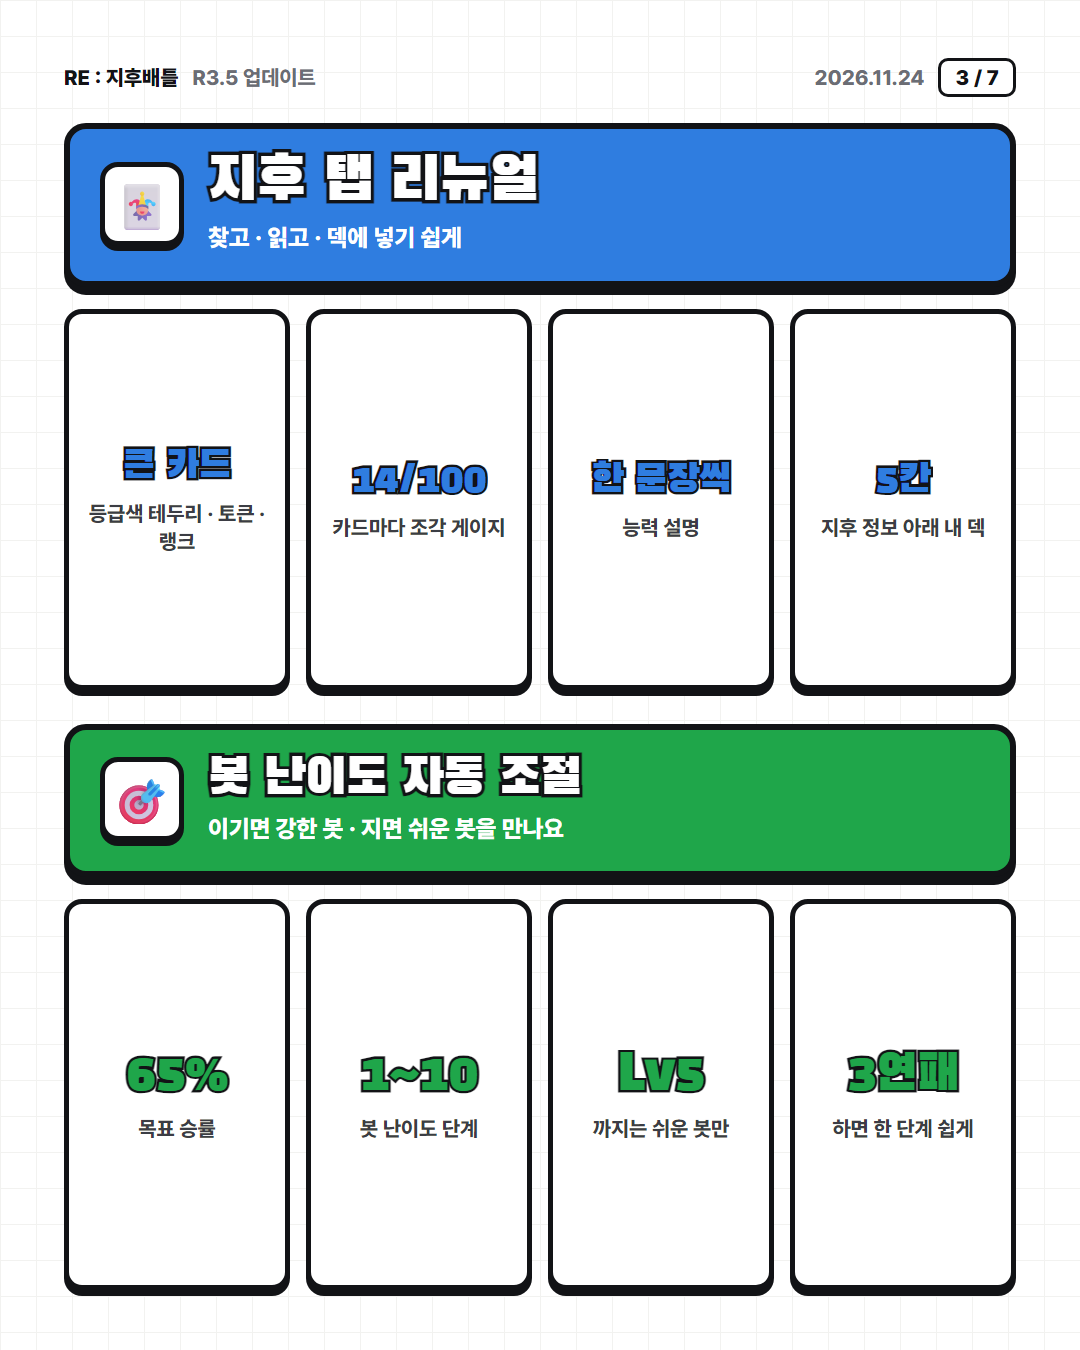 RE : 지후배틀 R3.5 업데이트
2026.11.24 3 / 7
지후 탭 리뉴얼
찾고 · 읽고 · 덱에 넣기 쉽게
큰 카드
등급색 테두리 · 토큰 ·
랭크
14/100
카드마다 조각 게이지
한 문장씩
능력 설명
5칸
지후 정보 아래 내 덱
봇 난이도 자동 조절
이기면 강한 봇 · 지면 쉬운 봇을 만나요
65%
목표 승률
1~10
봇 난이도 단계
Lv5
까지는 쉬운 봇만
3연패
하면 한 단계 쉽게